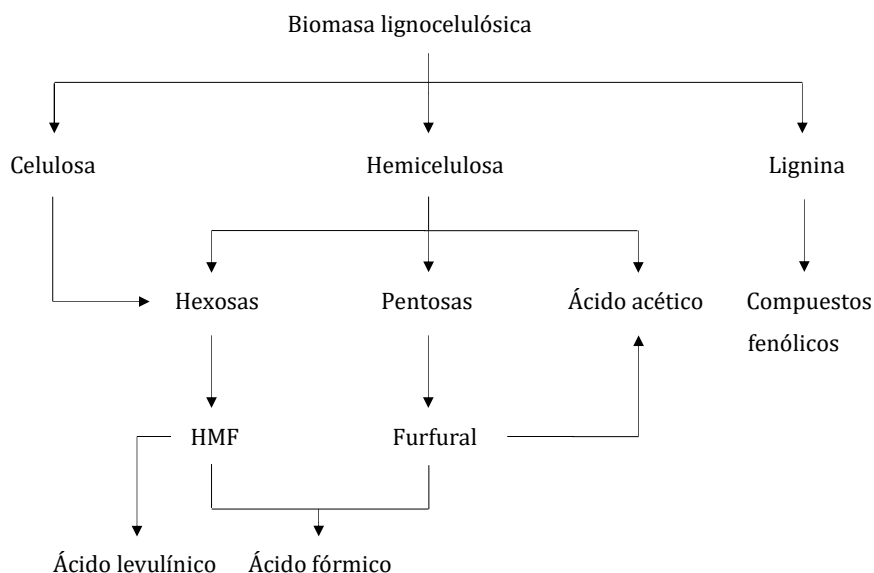 Biomasa lignocelulósica
Celulosa
Hemicelulosa
Lignina
Hexosas
Pentosas
Ácido acético
Compuestos
fenólicos
HMF
Furfural
Ácido levulínico
Ácido fórmico